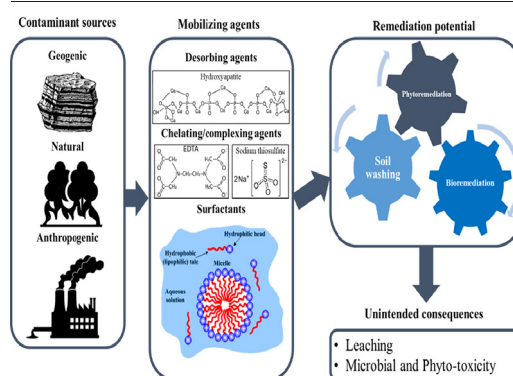 Contaminant sources
Geogenic
Natural
Anthropogenic
Mobilizing agents
Desorbing agents
Hydroxyapatite
Chelating/complexing agents
EDTA
Sodium thiosulfate
2Na⁺
2−
Surfactants
Hydrophilic head
Hydrophobic
(lipophilic) talc
Micelle
Aqueous
solution
Remediation potential
Phytoremediation
Soil
washing
Bioremediation
Unintended consequences
• Leaching
• Microbial and Phyto-toxicity